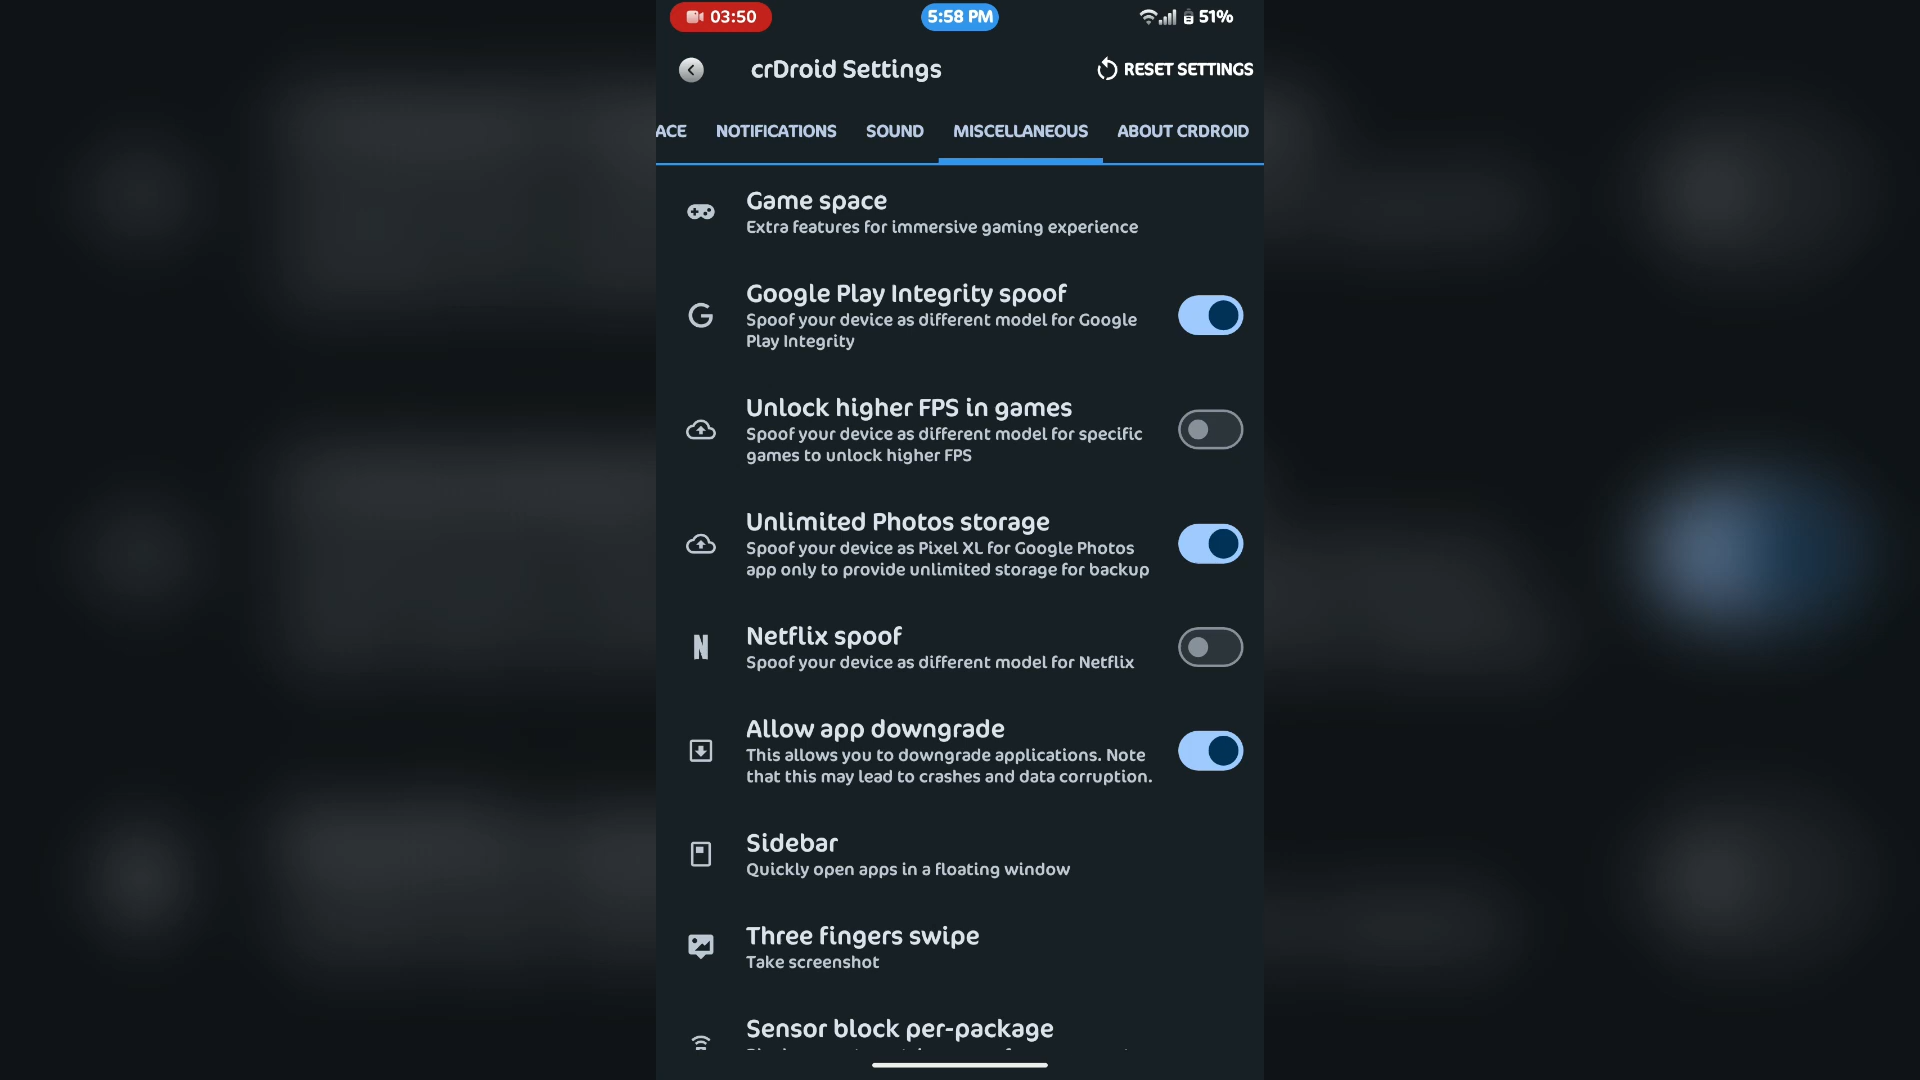 03:50
5:58 PM
51%
crDroid Settings
RESET SETTINGS
ACE NOTIFICATIONS SOUND MISCELLANEOUS ABOUT CRDROID
Game space
Extra features for immersive gaming experience
Google Play Integrity spoof
Spoof your device as different model for Google
Play Integrity
Unlock higher FPS in games
Spoof your device as different model for specific
games to unlock higher FPS
Unlimited Photos storage
Spoof your device as Pixel XL for Google Photos
app only to provide unlimited storage for backup
Netflix spoof
Spoof your device as different model for Netflix
Allow app downgrade
This allows you to downgrade applications. Note
that this may lead to crashes and data corruption.
Sidebar
Quickly open apps in a floating window
Three fingers swipe
Take screenshot
Sensor block per-package